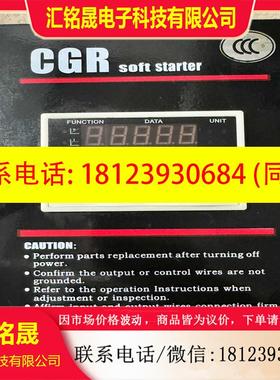 汇铭晟电子科技有限公司
CGR soft starter
CCC
FUNCTION DATA UNIT
系电话: 18123930684 (同
CAUTION:
Perform parts replacement after turning off
power.
Confirm the output or control wires are not
grounded.
Refer to the Operation Instructions when
adjustment or inspection.
汇铭晟
因市场价格波动，商品皆为议价，下单请
技有限公司
联系电话/微信:181239